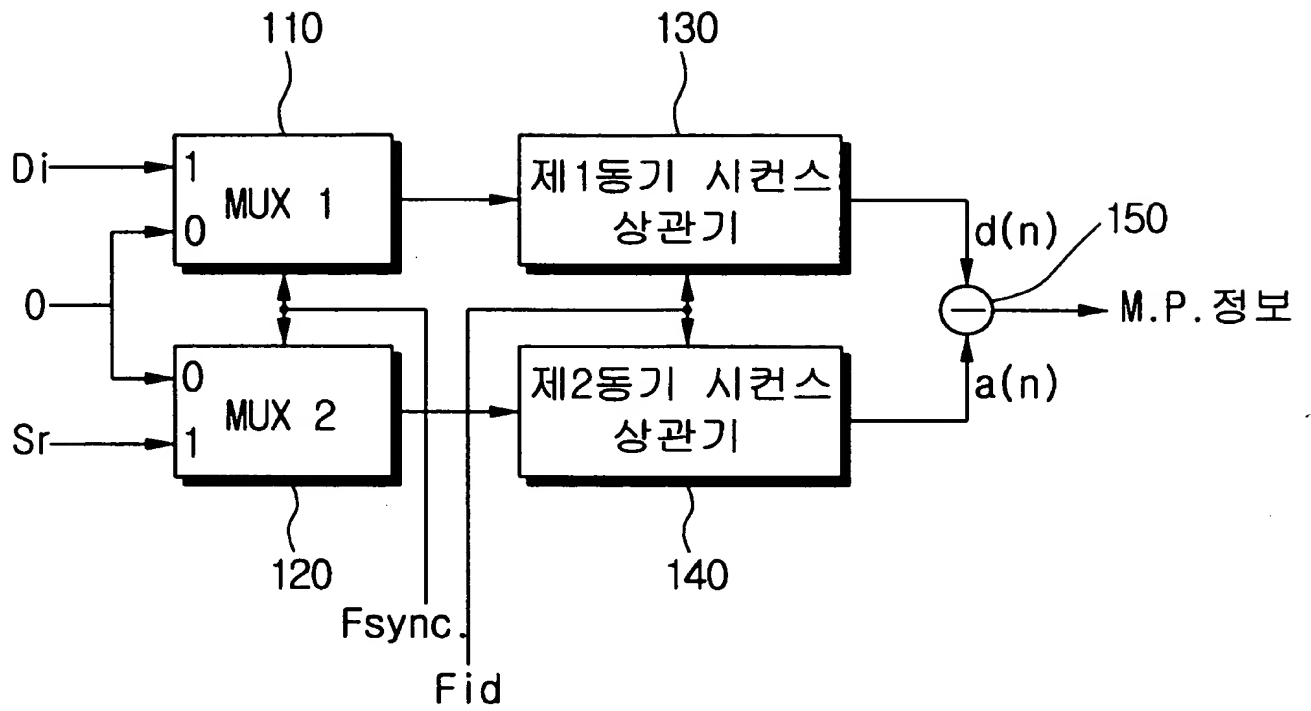 110
130
Di
1
MUX 1
0
제1동기 시컨스
상관기
d(n)
150
0
M.P.정보
0
MUX 2
1
제2동기 시컨스
상관기
a(n)
Sr
120
140
Fsync.
Fid